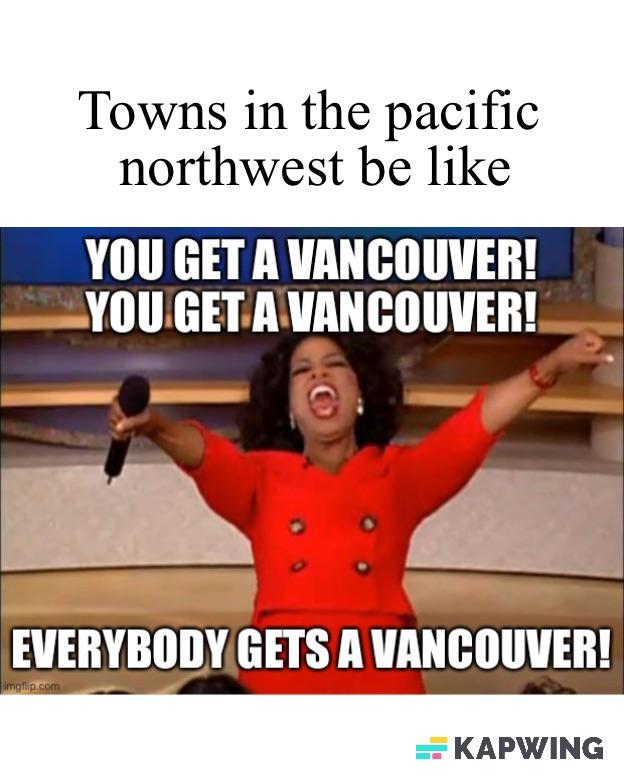 Towns in the pacific
northwest be like
YOU GET A VANCOUVER!
YOU GET A VANCOUVER!
EVERYBODY GETS A VANCOUVER!
imgflip.com
KAPWING